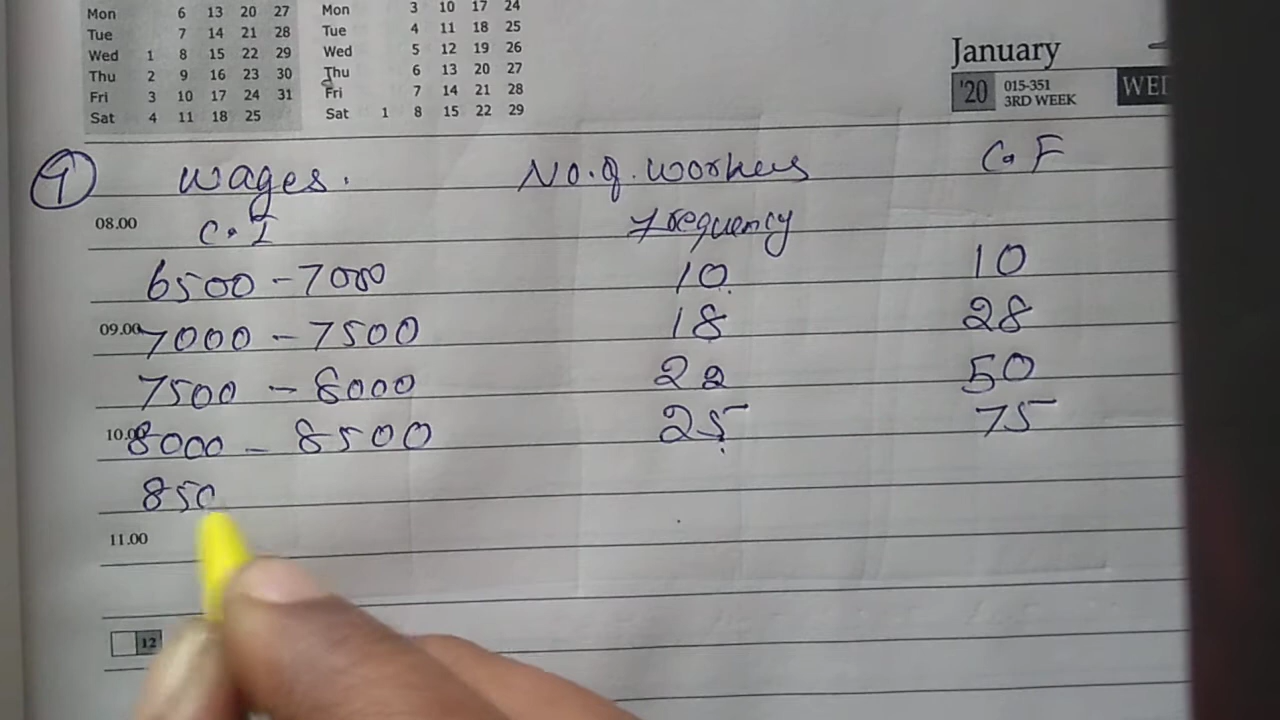 Mon 6 13 20 27
Tue 7 14 21 28
Wed 1 8 15 22 29
Thu 2 9 16 23 30
Fri 3 10 17 24 31
Sat 4 11 18 25
Mon 3 10 17 24
Tue 4 11 18 25
Wed 5 12 19 26
Thu 6 13 20 27
Fri 7 14 21 28
Sat 1 8 15 22 29
January
'20 015-351
3RD WEEK
WED
wages. No. of. workers C.F
08.00 C.I Frequency
6500 - 7000 10 10
09.00 7000 - 7500 18 28
7500 - 8000 22 50
10.00 8000 - 8500 25 75
850
11.00
12